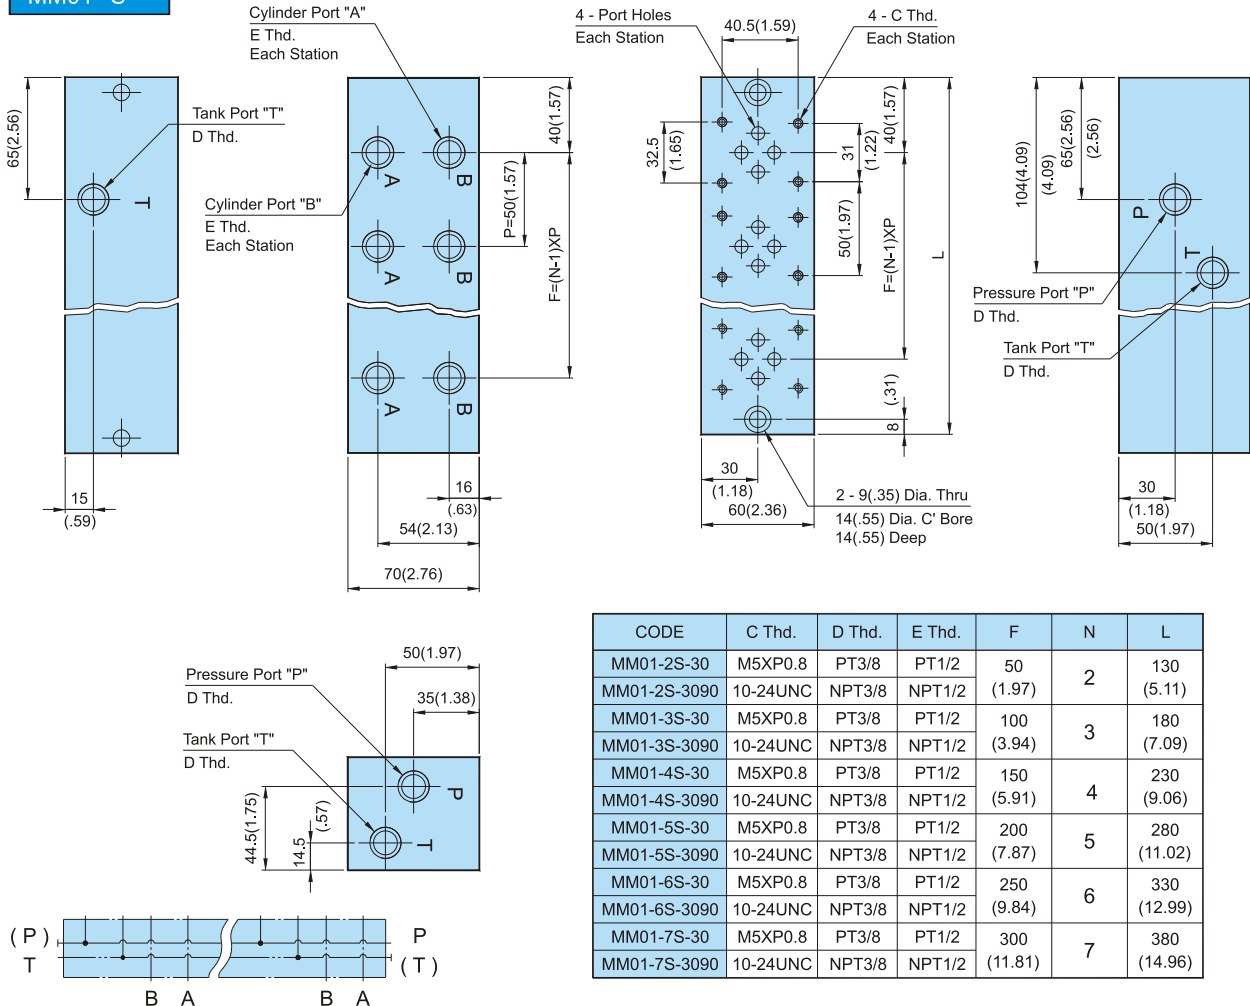 Cylinder Port "A"
E Thd.
Each Station
65(2.56)
Tank Port "T"
D Thd.
T
Cylinder Port "B"
E Thd.
Each Station
15
(.59)
40(1.57)
P=50(1.57)
F=(N-1)XP
A
B
A
B
A
B
16
(.63)
54(2.13)
70(2.76)
4 - Port Holes
Each Station
40.5(1.59)
4 - C Thd.
Each Station
32.5
(1.65)
31
(1.22)
40(1.57)
50(1.97)
F=(N-1)XP
L
(.31)
8
30
(1.18)
60(2.36)
2 - 9(.35) Dia. Thru
14(.55) Dia. C' Bore
14(.55) Deep
104(4.09)
(4.09)
65(2.56)
(2.56)
P
T
Pressure Port "P"
D Thd.
Tank Port "T"
D Thd.
30
(1.18)
50(1.97)
50(1.97)
35(1.38)
Pressure Port "P"
D Thd.
Tank Port "T"
D Thd.
44.5(1.75)
14.5
(.57)
P
T
(P) P
T (T)
B A B A
CODE C Thd. D Thd. E Thd. F N L
MM01-2S-30 M5XP0.8 PT3/8 PT1/2 50 2 130
MM01-2S-3090 10-24UNC NPT3/8 NPT1/2 (1.97) (5.11)
MM01-3S-30 M5XP0.8 PT3/8 PT1/2 100 3 180
MM01-3S-3090 10-24UNC NPT3/8 NPT1/2 (3.94) (7.09)
MM01-4S-30 M5XP0.8 PT3/8 PT1/2 150 4 230
MM01-4S-3090 10-24UNC NPT3/8 NPT1/2 (5.91) (9.06)
MM01-5S-30 M5XP0.8 PT3/8 PT1/2 200 5 280
MM01-5S-3090 10-24UNC NPT3/8 NPT1/2 (7.87) (11.02)
MM01-6S-30 M5XP0.8 PT3/8 PT1/2 250 6 330
MM01-6S-3090 10-24UNC NPT3/8 NPT1/2 (9.84) (12.99)
MM01-7S-30 M5XP0.8 PT3/8 PT1/2 300 7 380
MM01-7S-3090 10-24UNC NPT3/8 NPT1/2 (11.81) (14.96)